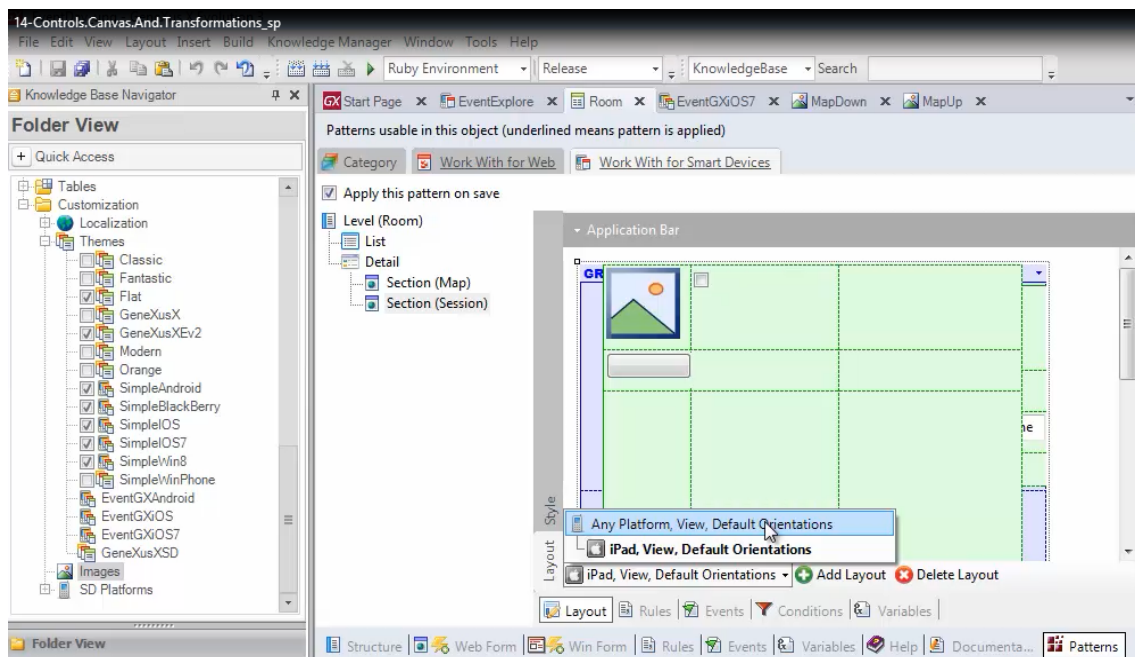 14-Controls.Canvas.And.Transformations_sp
File Edit View Layout Insert Build Knowledge Manager Window Tools Help
Ruby Environment Release KnowledgeBase Search
Knowledge Base Navigator
Start Page EventExplore Room EventGXiOS7 MapDown MapUp
Folder View
Patterns usable in this object (underlined means pattern is applied)
+ Quick Access
Category Work With for Web Work With for Smart Devices
Apply this pattern on save
Tables
Customization
Localization
Themes
Classic
Fantastic
Flat
GeneXusX
GeneXusXEv2
Modern
Orange
SimpleAndroid
SimpleBlackBerry
SimpleIOS
SimpleIOS7
SimpleWin8
SimpleWinPhone
EventGXAndroid
EventGXiOS
EventGXiOS7
GeneXusXSD
Images
SD Platforms
Folder View
Level (Room)
List
Detail
Section (Map)
Section (Session)
Application Bar
GR
ne
Style
Layout
Any Platform, View, Default Orientations
iPad, View, Default Orientations
iPad, View, Default Orientations Add Layout Delete Layout
Layout Rules Events Conditions Variables
Structure Web Form Win Form Rules Events Variables Help Documenta... Patterns